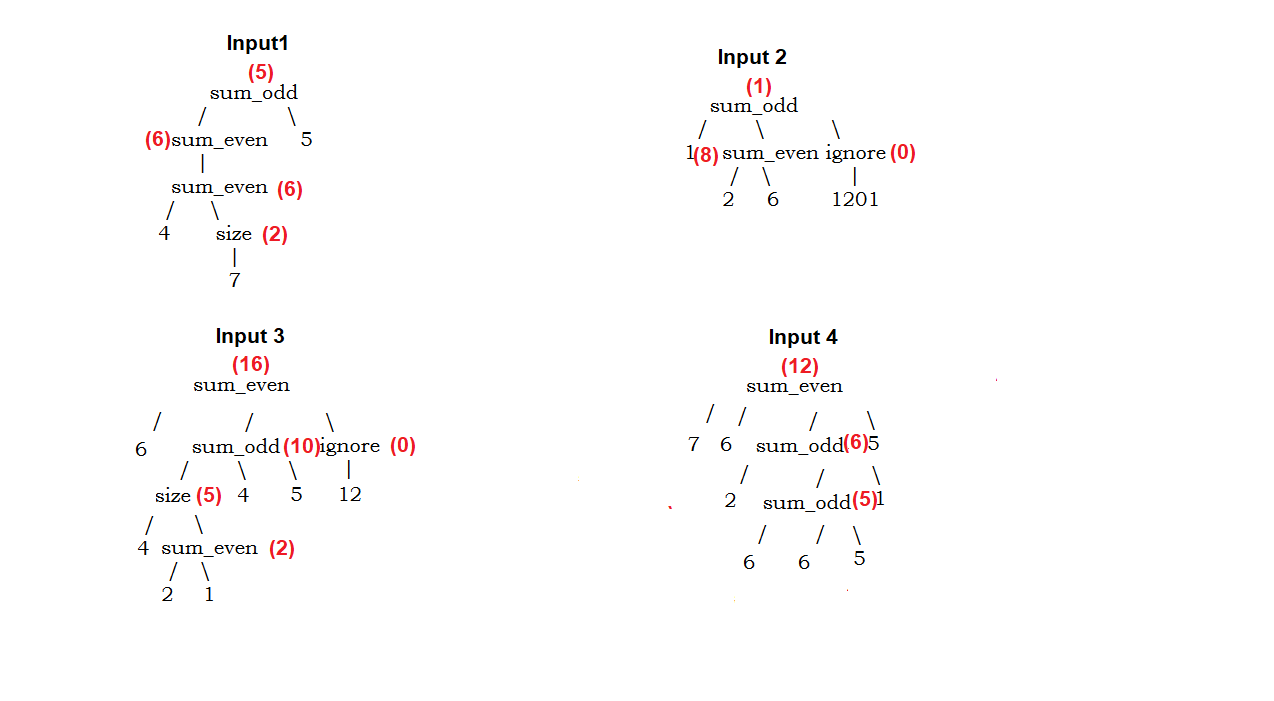 Input1
(5)
sum_odd
/ \
(6)sum_even 5
|
sum_even (6)
/ \
4 size (2)
|
7
Input 2
(1)
sum_odd
/ \ \
1(8) sum_even ignore (0)
/ \ |
2 6 1201
Input 3
(16)
sum_even
/ / \
6 sum_odd(10)ignore (0)
/ \ \ |
size (5) 4 5 12
/ \
4 sum_even (2)
/ \
2 1
Input 4
(12)
sum_even
/ / / \
7 6 sum_odd(6)5
/ / \
2 sum_odd(5)1
/ / \
6 6 5